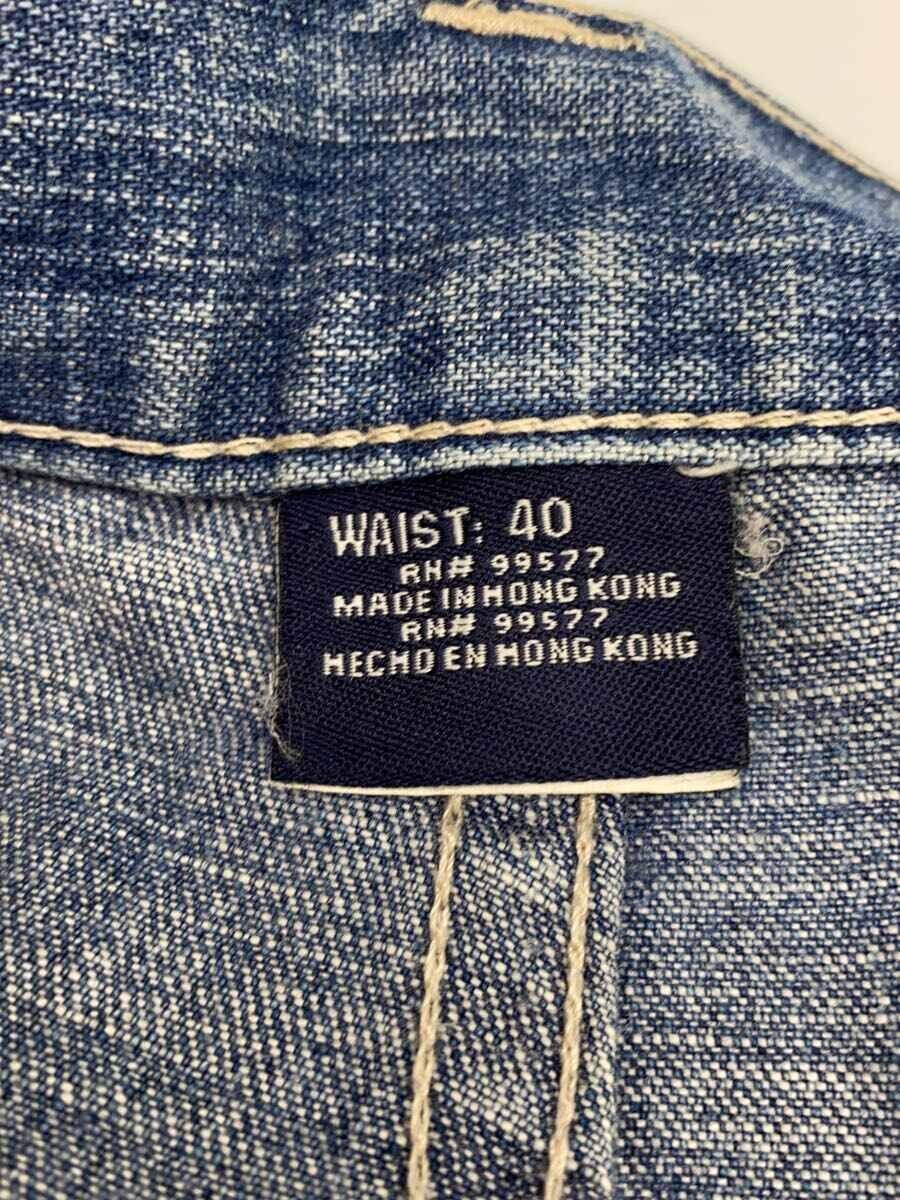 WAIST: 40
RN# 99577
MADE IN HONG KONG
RN# 99577
HECHO EN HONG KONG